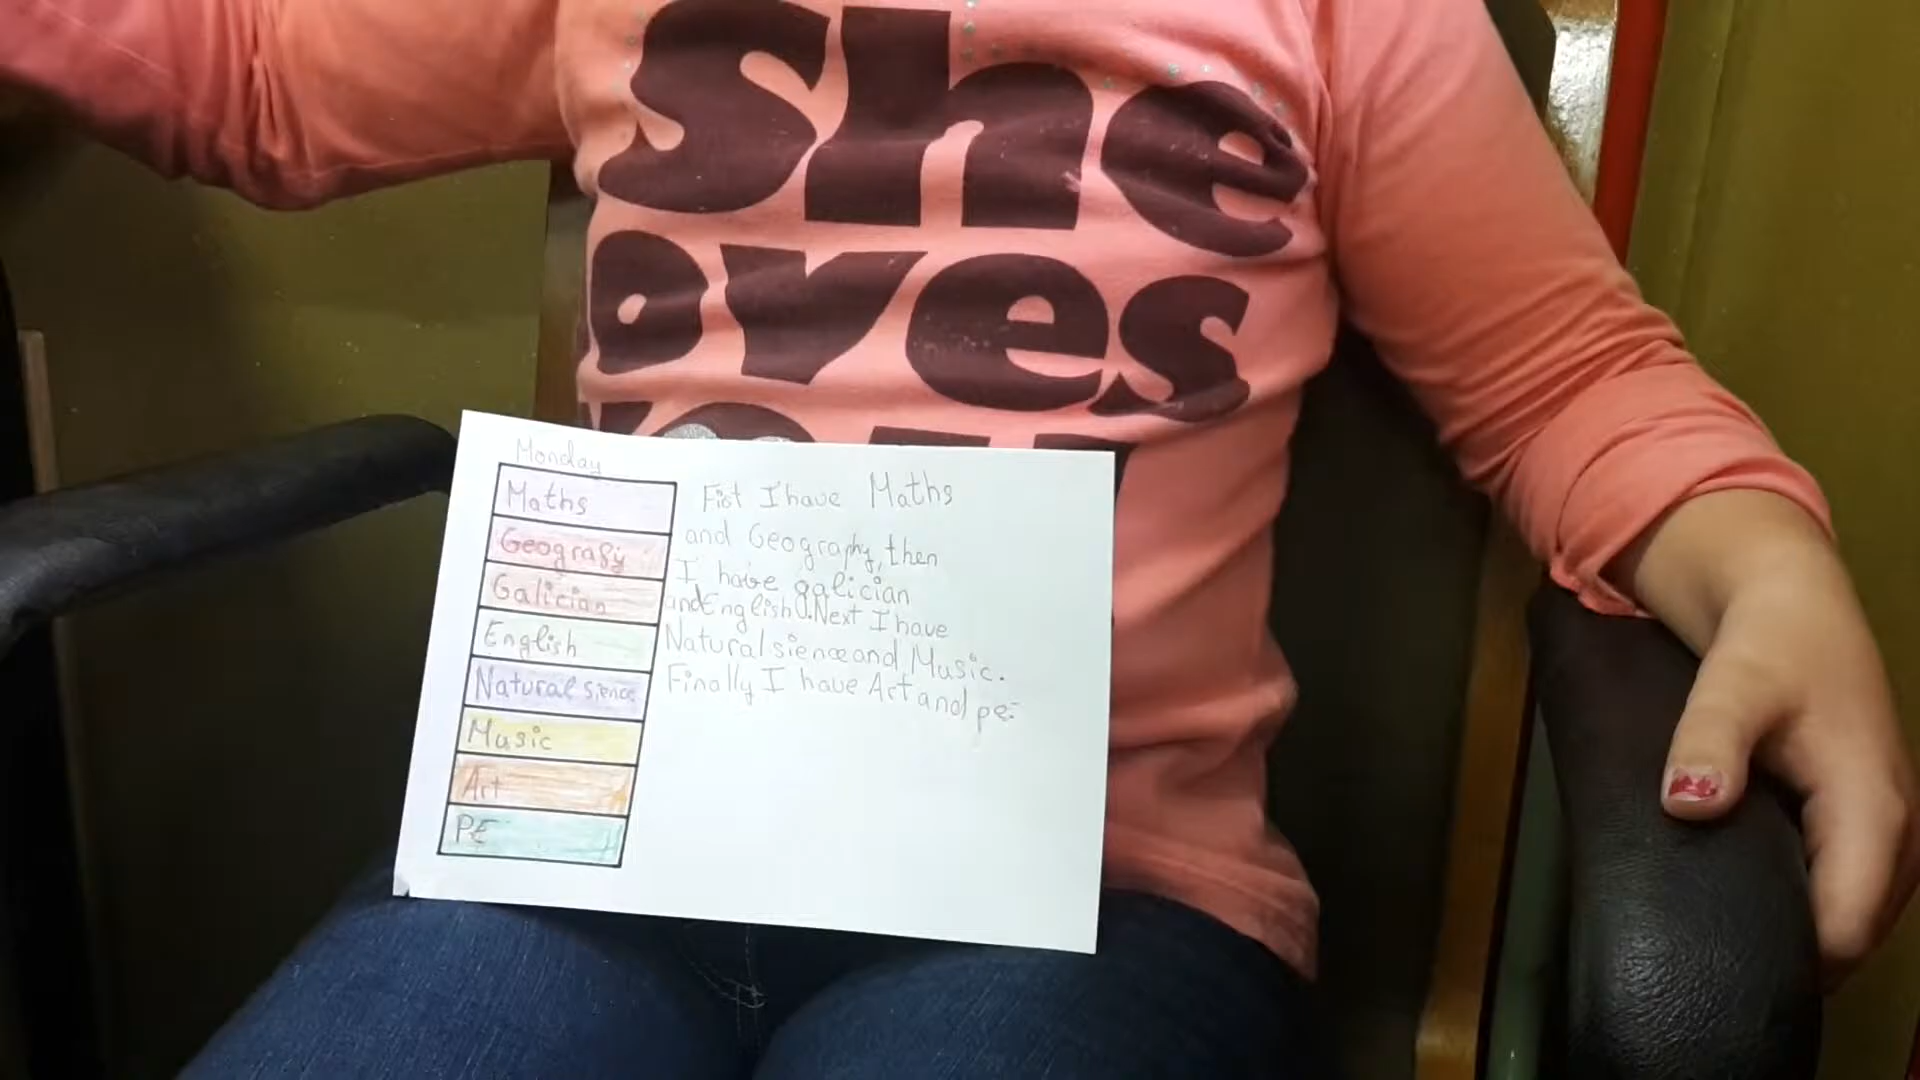 She
oves
Monday
Maths
Geografy
Galician
English
Natural sience
Music
Art
PE
Fist I have Maths
and Geography, then
I have galician
and English. Next I have
Natural sience and Music.
Finally I have Art and pe.